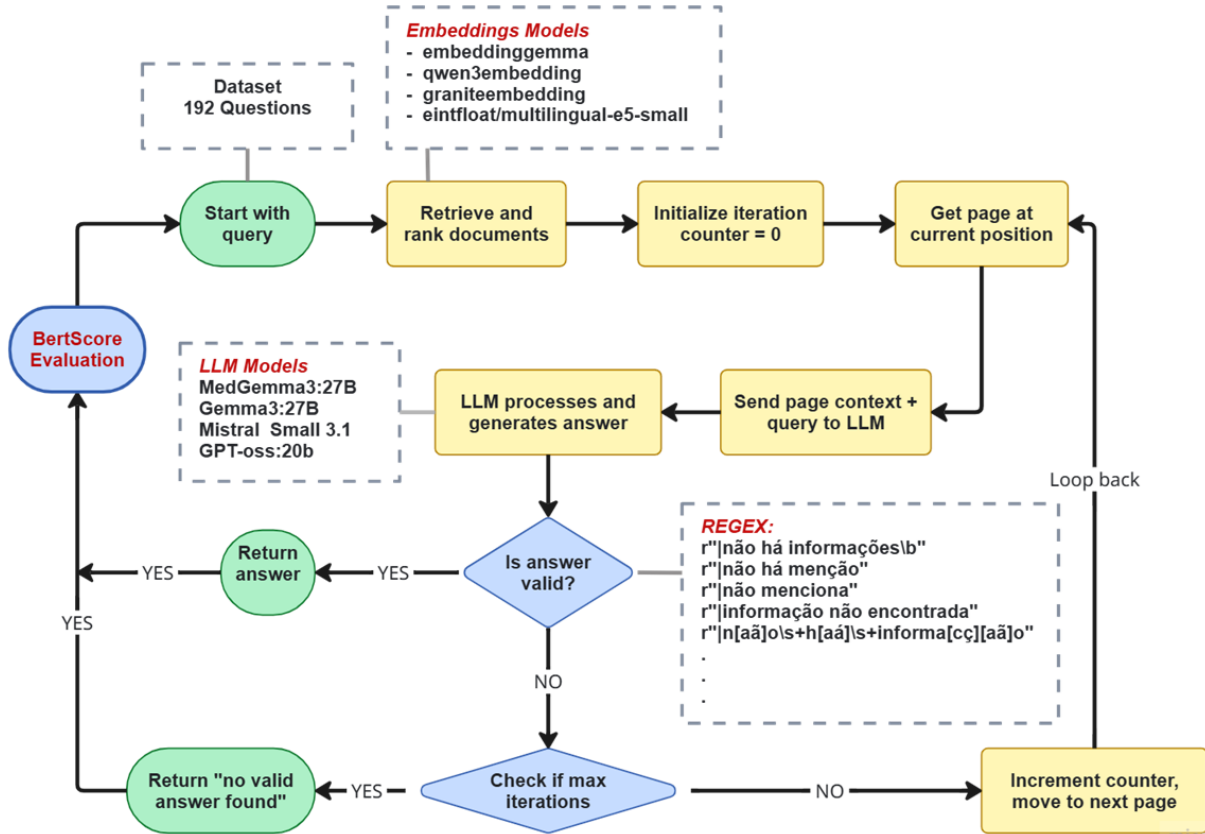 Embeddings Models
- embeddinggemma
- qwen3embedding
- graniteembedding
- eintfloat/multilingual-e5-small
Dataset
192 Questions
Start with
query
Retrieve and
rank documents
Initialize iteration
counter = 0
Get page at
current position
BertScore
Evaluation
LLM Models
MedGemma3:27B
Gemma3:27B
Mistral Small 3.1
GPT-oss:20b
LLM processes and
generates answer
Send page context +
query to LLM
Loop back
REGEX:
r"|não há informações\b"
r"|não há menção"
r"|não menciona"
r"|informação não encontrada"
r"|n[aã]o\s+h[aá]\s+informa[cç][aã]o"
.
.
.
Is answer
valid?
YES
Return
answer
YES
YES
NO
Check if max
iterations
YES
Return "no valid
answer found"
NO
Increment counter,
move to next page